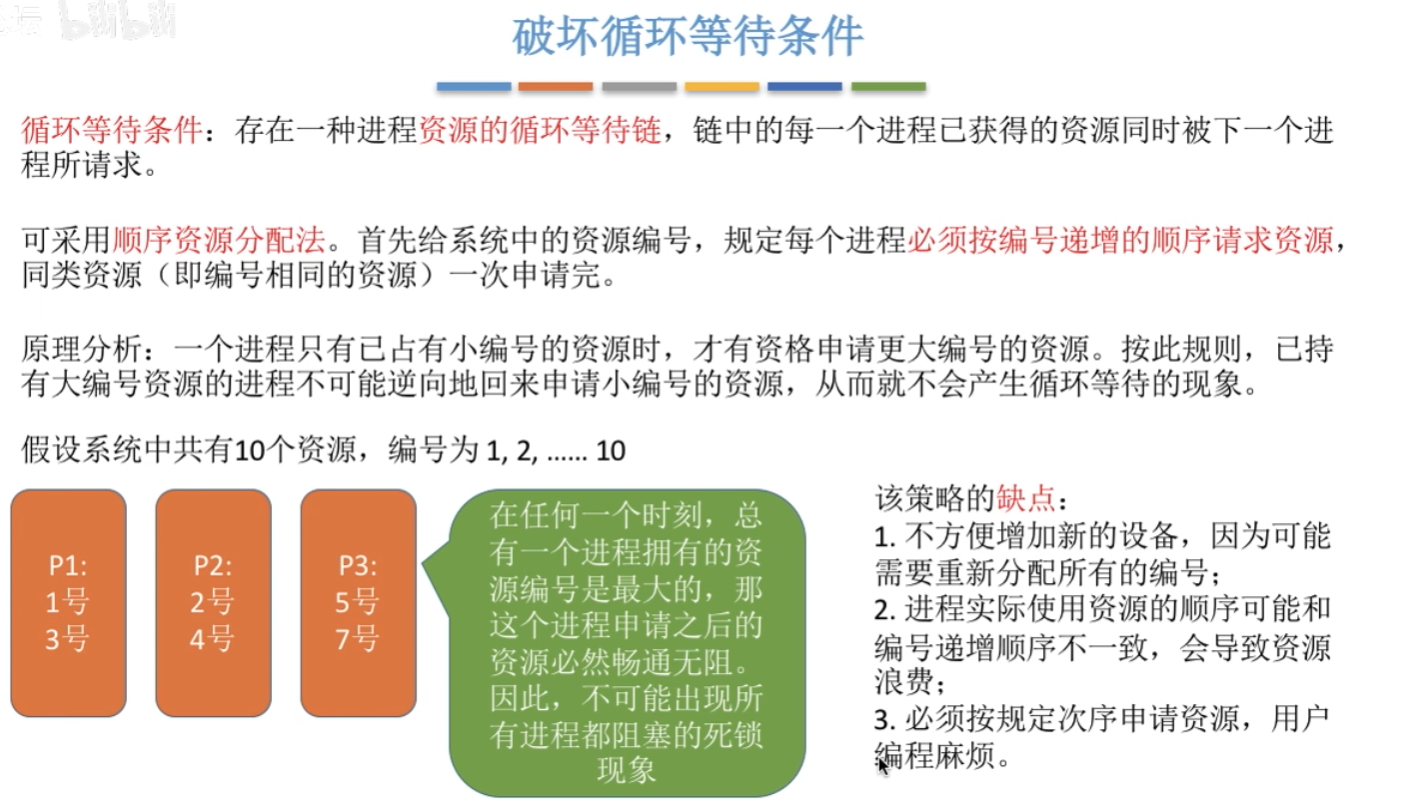 坛 bilibili
破坏循环等待条件
循环等待条件：存在一种进程资源的循环等待链，链中的每一个进程已获得的资源同时被下一个进
程所请求。
可采用顺序资源分配法。首先给系统中的资源编号，规定每个进程必须按编号递增的顺序请求资源，
同类资源（即编号相同的资源）一次申请完。
原理分析：一个进程只有已占有小编号的资源时，才有资格申请更大编号的资源。按此规则，已持
有大编号资源的进程不可能逆向地回来申请小编号的资源，从而就不会产生循环等待的现象。
假设系统中共有10个资源，编号为 1, 2, …… 10
P1:
1号
3号
P2:
2号
4号
P3:
5号
7号
在任何一个时刻，总
有一个进程拥有的资
源编号是最大的，那
这个进程申请之后的
资源必然畅通无阻。
因此，不可能出现所
有进程都阻塞的死锁
现象
该策略的缺点：
1. 不方便增加新的设备，因为可能
需要重新分配所有的编号；
2. 进程实际使用资源的顺序可能和
编号递增顺序不一致，会导致资源
浪费；
3. 必须按规定次序申请资源，用户
编程麻烦。